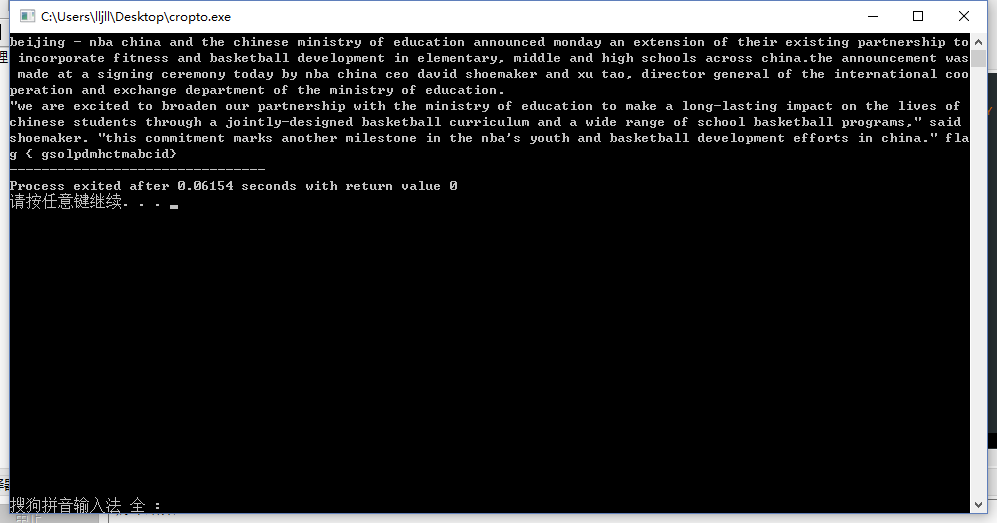 C:\Users\lljll\Desktop\cropto.exe
beijing - nba china and the chinese ministry of education announced monday an extension of their existing partnership to
incorporate fitness and basketball development in elementary, middle and high schools across china.the announcement was
made at a signing ceremony today by nba china ceo david shoemaker and xu tao, director general of the international coo
peration and exchange department of the ministry of education.
"we are excited to broaden our partnership with the ministry of education to make a long-lasting impact on the lives of
chinese students through a jointly-designed basketball curriculum and a wide range of school basketball programs," said
shoemaker. "this commitment marks another milestone in the nba's youth and basketball development efforts in china." fla
g { gsolpdmhctmabcid}
--------------------------------
Process exited after 0.06154 seconds with return value 0
请按任意键继续. . .
搜狗拼音输入法 全 :